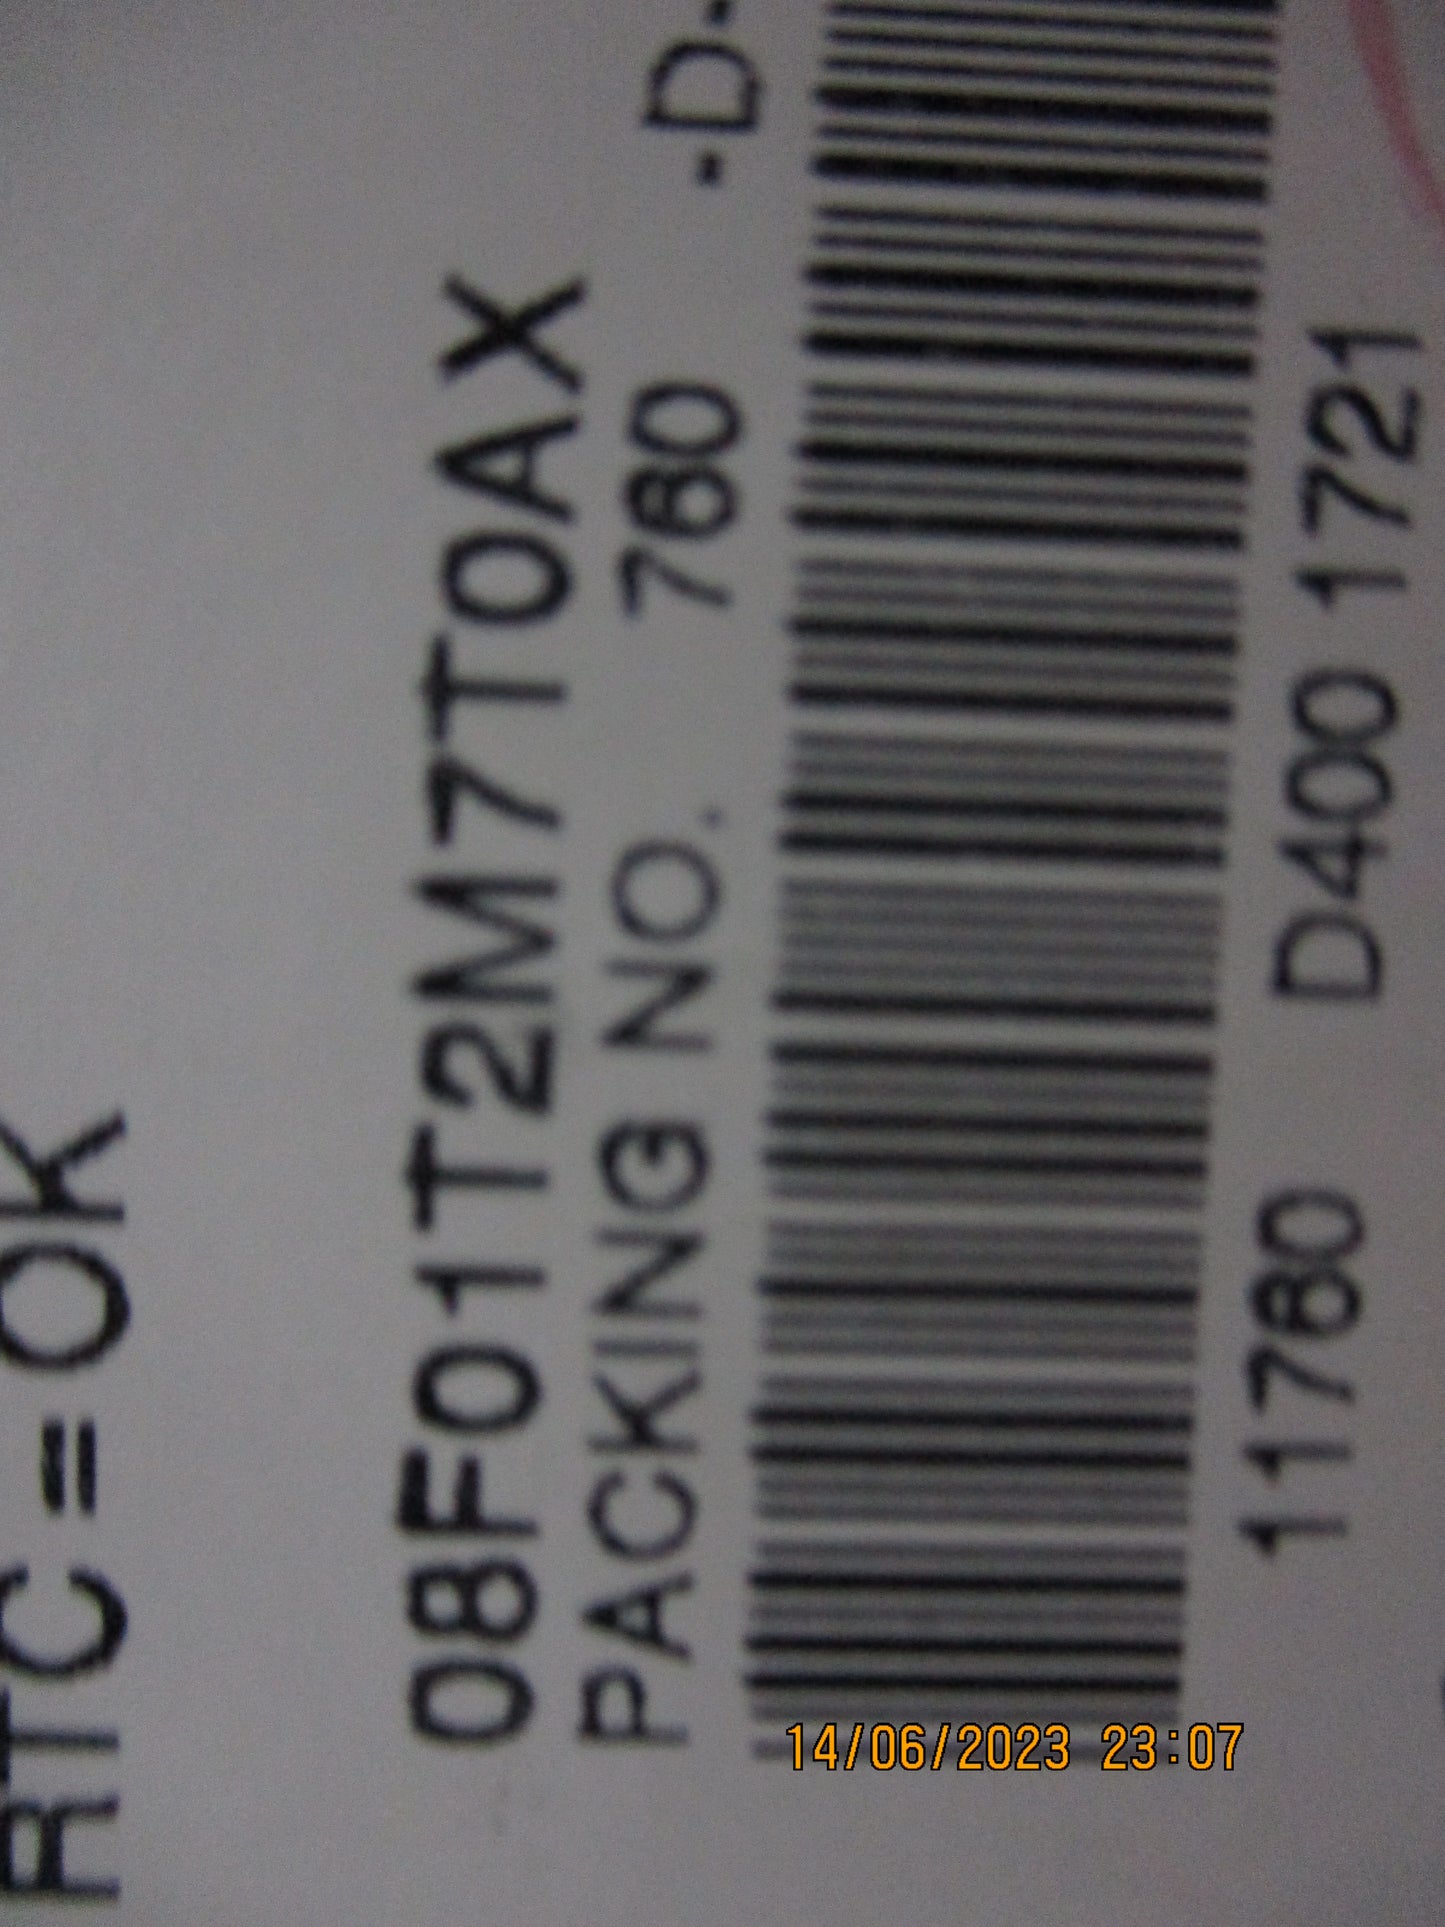 RTC = OK
08F01T2M7T0AX
PACKING NO. 780 -D-
11780 D400 1721
14/06/2023 23:07